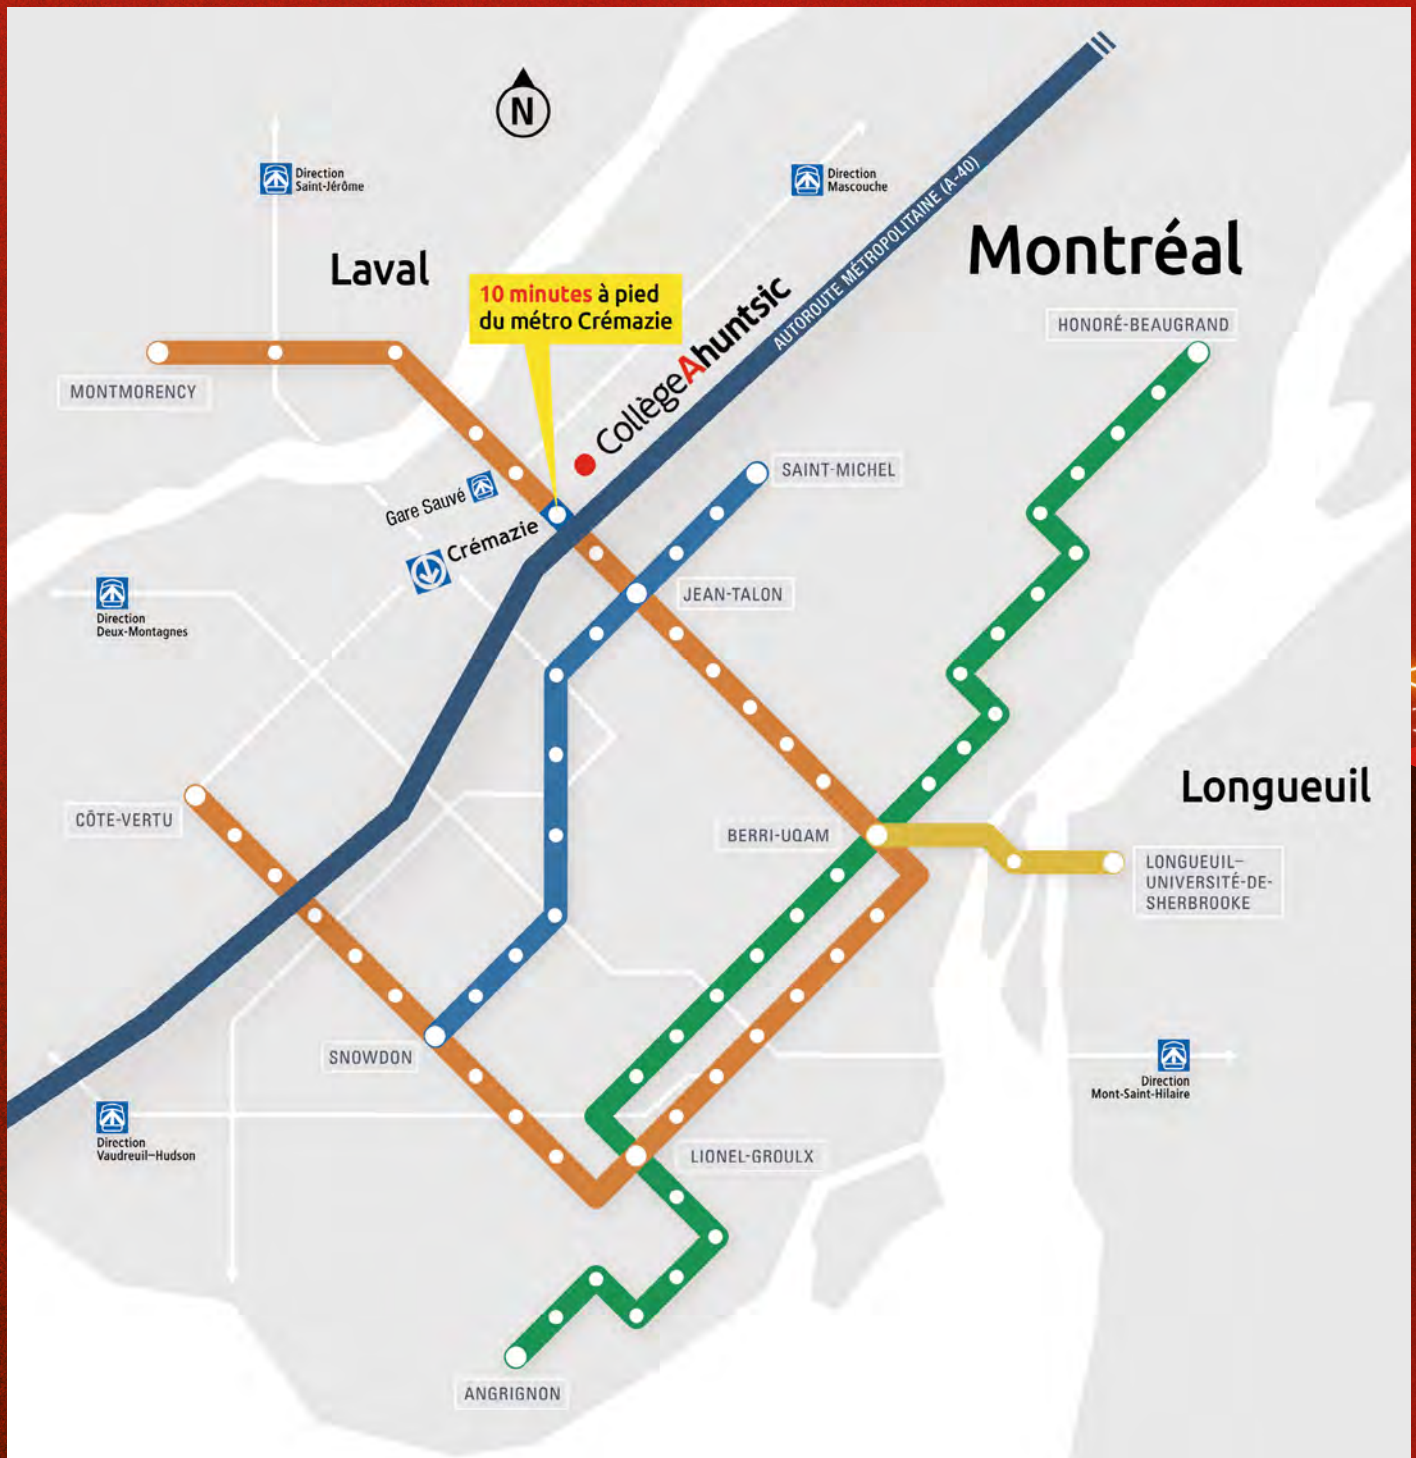 N
Direction
Saint-Jérôme
Direction
Mascouche
AUTOROUTE MÉTROPOLITAINE (A-40)
Montréal
Laval
10 minutes à pied
du métro Crémazie
CollègeAhuntsic
HONORÉ-BEAUGRAND
MONTMORENCY
SAINT-MICHEL
Gare Sauvé
Crémazie
JEAN-TALON
Direction
Deux-Montagnes
Longueuil
CÔTE-VERTU
BERRI-UQAM
LONGUEUIL–
UNIVERSITÉ-DE-
SHERBROOKE
SNOWDON
Direction
Mont-Saint-Hilaire
Direction
Vaudreuil–Hudson
LIONEL-GROULX
ANGRIGNON